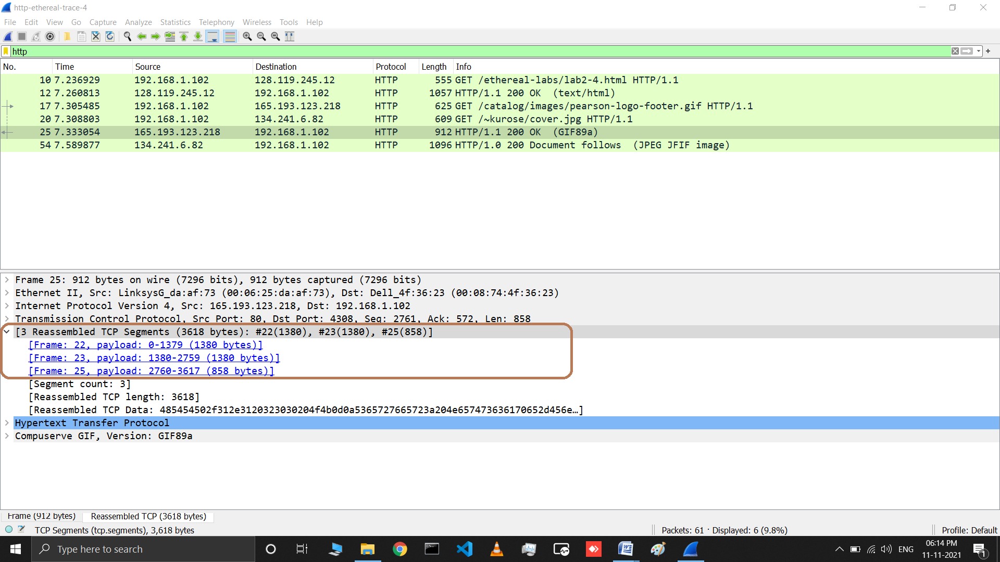 http-ethereal-trace-4
File Edit View Go Capture Analyze Statistics Telephony Wireless Tools Help
http
No. Time Source Destination Protocol Length Info
10 7.236929 192.168.1.102 128.119.245.12 HTTP 555 GET /ethereal-labs/lab2-4.html HTTP/1.1
12 7.260813 128.119.245.12 192.168.1.102 HTTP 1057 HTTP/1.1 200 OK (text/html)
17 7.305485 192.168.1.102 165.193.123.218 HTTP 625 GET /catalog/images/pearson-logo-footer.gif HTTP/1.1
20 7.308803 192.168.1.102 134.241.6.82 HTTP 609 GET /~kurose/cover.jpg HTTP/1.1
25 7.333054 165.193.123.218 192.168.1.102 HTTP 912 HTTP/1.1 200 OK (GIF89a)
54 7.589877 134.241.6.82 192.168.1.102 HTTP 1096 HTTP/1.0 200 Document follows (JPEG JFIF image)
Frame 25: 912 bytes on wire (7296 bits), 912 bytes captured (7296 bits)
Ethernet II, Src: LinksysG_da:af:73 (00:06:25:da:af:73), Dst: Dell_4f:36:23 (00:08:74:4f:36:23)
Internet Protocol Version 4, Src: 165.193.123.218, Dst: 192.168.1.102
Transmission Control Protocol, Src Port: 80, Dst Port: 4308, Seq: 2761, Ack: 572, Len: 858
[3 Reassembled TCP Segments (3618 bytes): #22(1380), #23(1380), #25(858)]
[Frame: 22, payload: 0-1379 (1380 bytes)]
[Frame: 23, payload: 1380-2759 (1380 bytes)]
[Frame: 25, payload: 2760-3617 (858 bytes)]
[Segment count: 3]
[Reassembled TCP length: 3618]
[Reassembled TCP Data: 485454502f312e3120323030204f4b0d0a5365727665723a204e657473636170652d456e…]
Hypertext Transfer Protocol
Compuserve GIF, Version: GIF89a
Frame (912 bytes) Reassembled TCP (3618 bytes)
TCP Segments (tcp.segments), 3,618 bytes Packets: 61 · Displayed: 6 (9.8%) Profile: Default
Type here to search
ENG
06:14 PM
11-11-2021
1